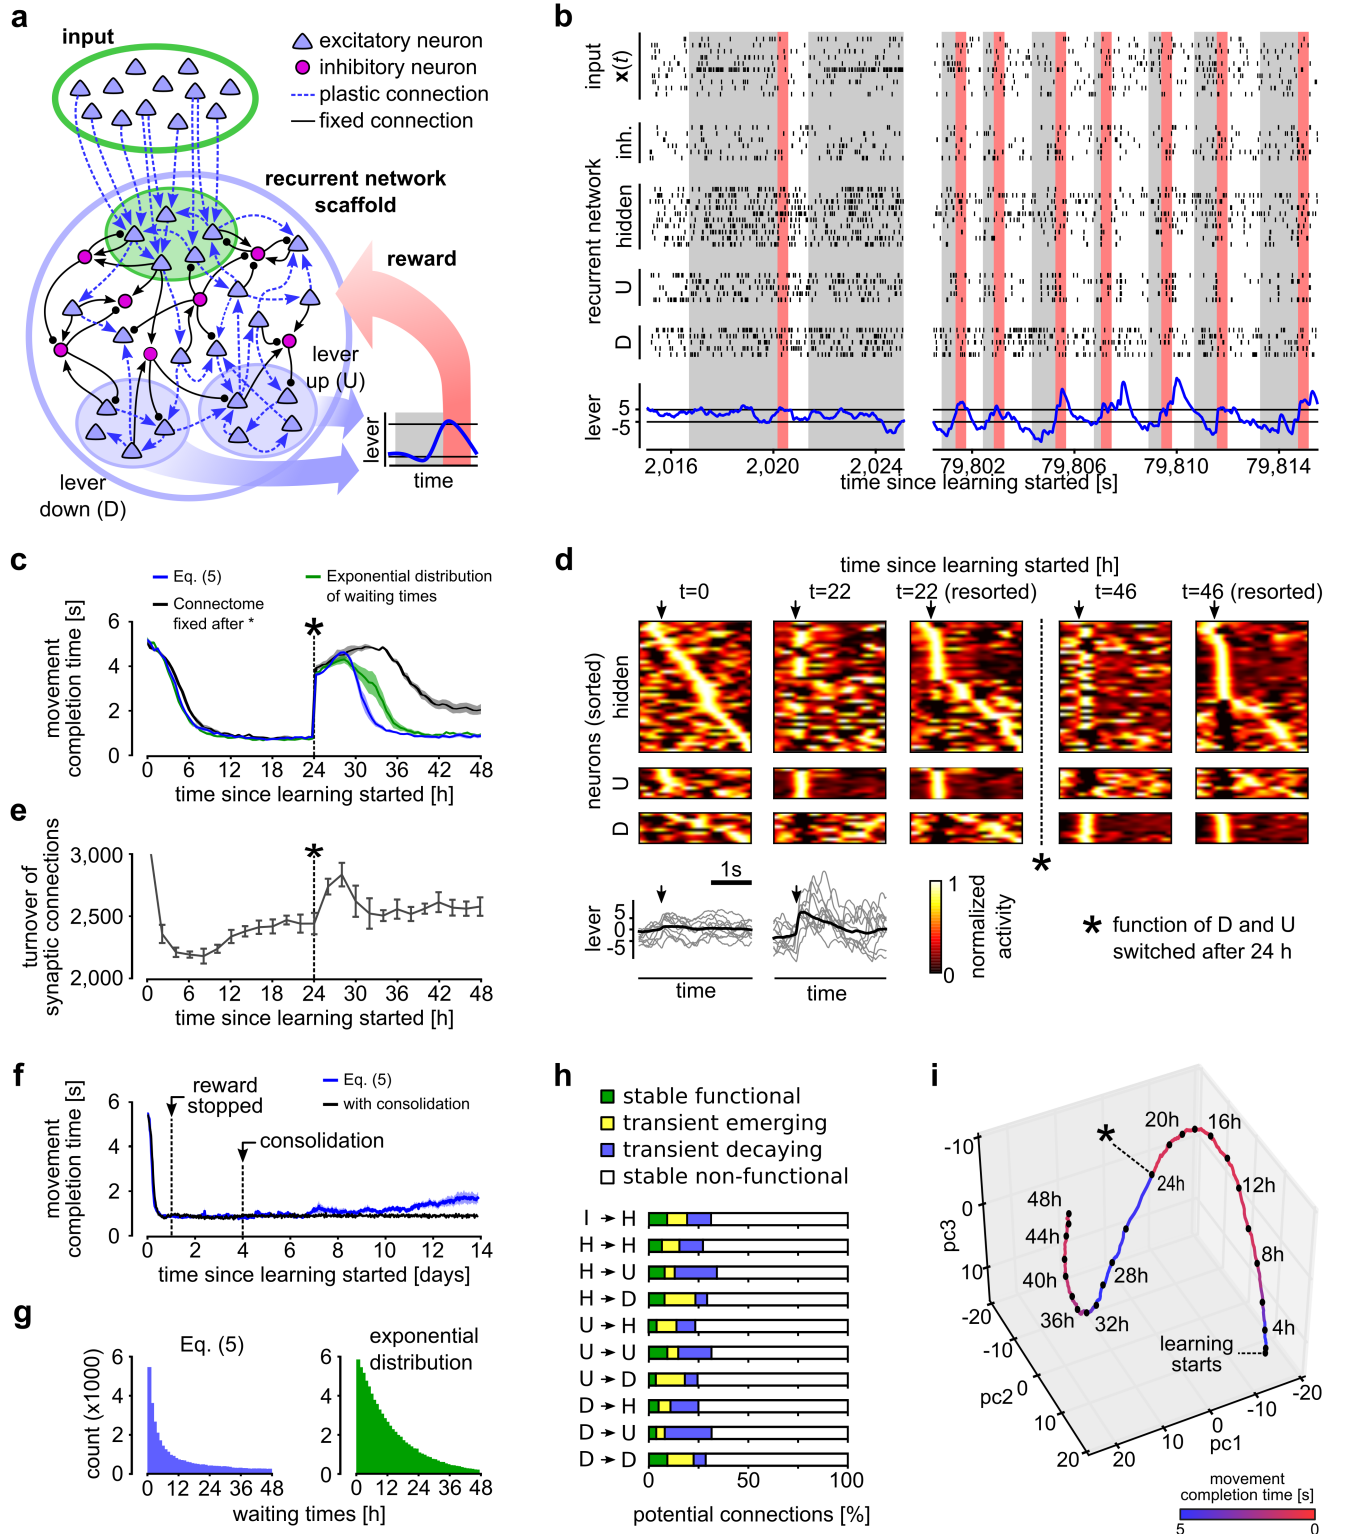 a
input
excitatory neuron
inhibitory neuron
plastic connection
fixed connection
recurrent network
scaffold
reward
lever
up (U)
lever
down (D)
lever
time
b
input
x(t)
inh.
hidden
U
D
recurrent network
lever
5
-5
2,016 2,020 2,024 79,802 79,806 79,810 79,814
time since learning started [s]
c
Eq. (5)
Connectome
fixed after *
Exponential distribution
of waiting times
movement
completion time [s]
6
4
2
0
*
0 6 12 18 24 30 36 42 48
time since learning started [h]
d
time since learning started [h]
t=0 t=22 t=22 (resorted) t=46 t=46 (resorted)
neurons (sorted)
hidden
U
D
*
1s
lever
5
0
-5
time time
1
0
normalized
activity
* function of D and U
switched after 24 h
e
turnover of
synaptic connections
3,000
2,500
2,000
*
0 6 12 18 24 30 36 42 48
time since learning started [h]
f
movement
completion time [s]
reward
stopped
consolidation
Eq. (5)
with consolidation
6
4
2
0
0 2 4 6 8 10 12 14
time since learning started [days]
g
Eq. (5)
exponential
distribution
count (x1000)
6
4
2
0
0 12 24 36 48
6
4
2
0
0 12 24 36 48
waiting times [h]
h
stable functional
transient emerging
transient decaying
stable non-functional
I → H
H → H
H → U
H → D
U → H
U → U
U → D
D → H
D → U
D → D
0 50 100
potential connections [%]
i
*
20h
16h
24h
12h
48h
44h
8h
40h
28h
36h
32h
4h
learning
starts
pc3
-10
0
10
pc2
-20
-10
0
10
20
pc1
20
10
0
-10
-20
movement
completion time [s]
5 0